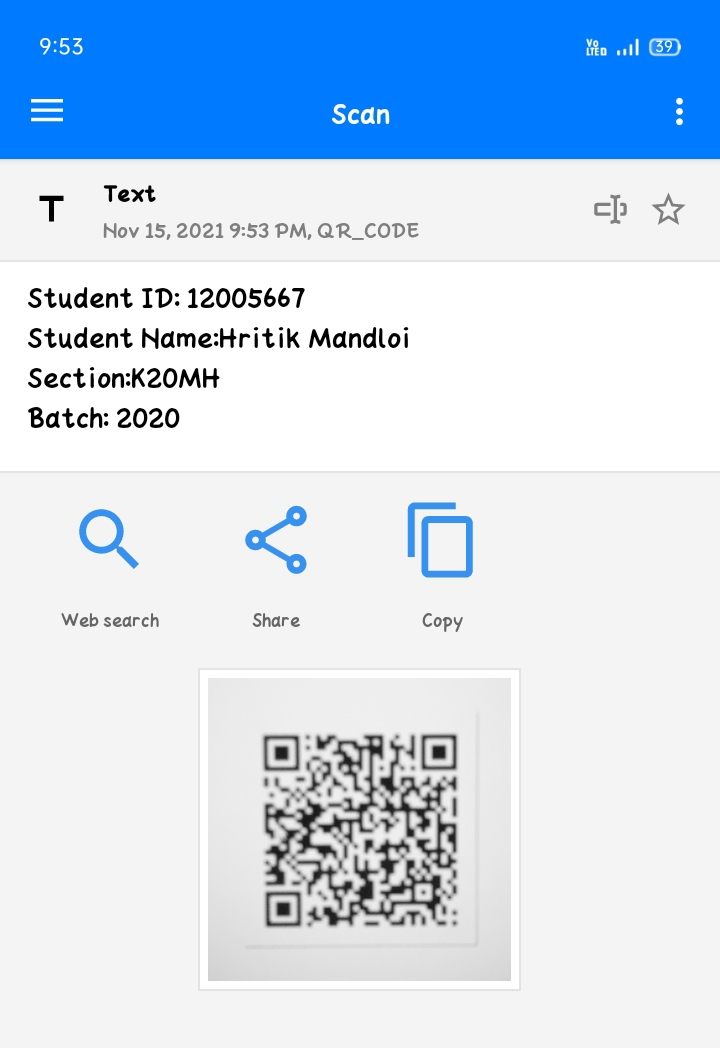 9:53
Vo LTED 39
Scan
T
Text
Nov 15, 2021 9:53 PM, QR_CODE
Student ID: 12005667
Student Name:Hritik Mandloi
Section:K20MH
Batch: 2020
Web search
Share
Copy